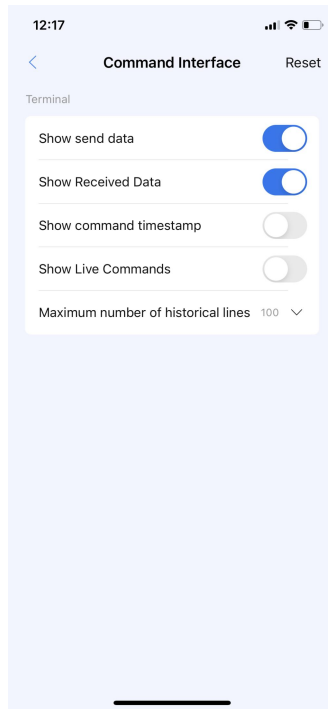 12:17
Command Interface
Reset
Terminal
Show send data
Show Received Data
Show command timestamp
Show Live Commands
Maximum number of historical lines 100